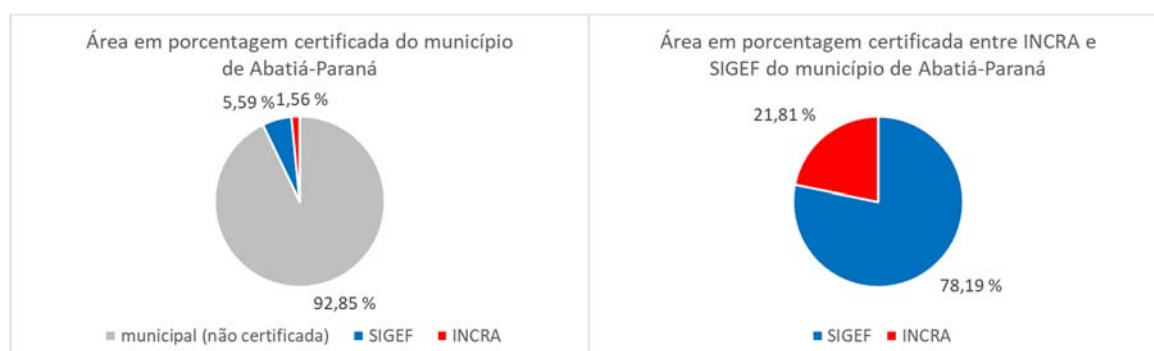 Área em porcentagem certificada do município
de Abatiá-Paraná
5,59 % 1,56 %
92,85 %
municipal (não certificada) SIGEF INCRA
Área em porcentagem certificada entre INCRA e
SIGEF do município de Abatiá-Paraná
21,81 %
78,19 %
SIGEF INCRA